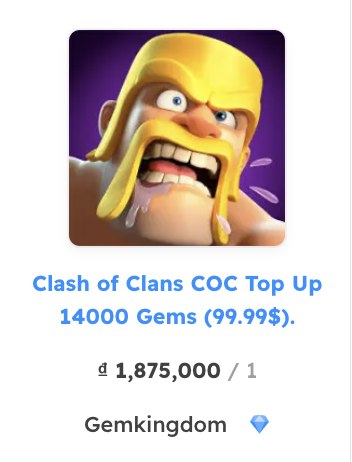 Clash of Clans COC Top Up
14000 Gems (99.99$).
₫ 1,875,000 / 1
Gemkingdom